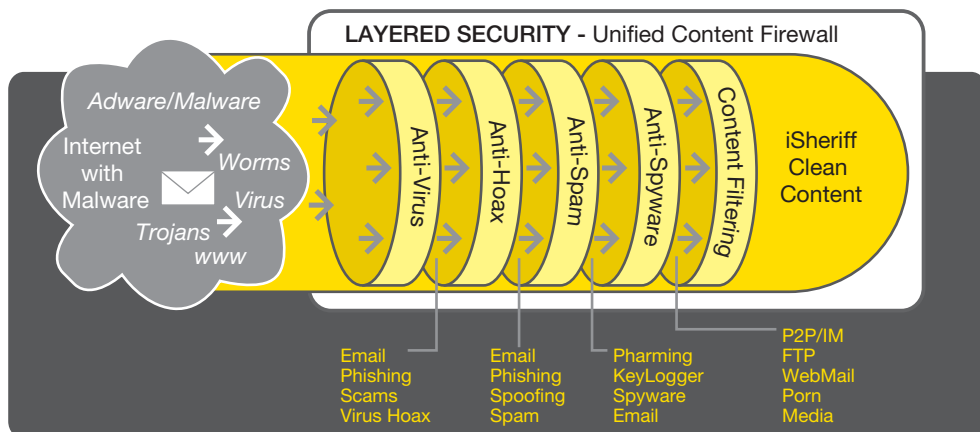 LAYERED SECURITY - Unified Content Firewall
Adware/Malware
Internet
with
Malware
Worms
Virus
Trojans
www
Anti-Virus
Anti-Hoax
Anti-Spam
Anti-Spyware
Content Filtering
iSheriff
Clean
Content
Email
Phishing
Scams
Virus Hoax
Email
Phishing
Spoofing
Spam
Pharming
KeyLogger
Spyware
Email
P2P/IM
FTP
WebMail
Porn
Media